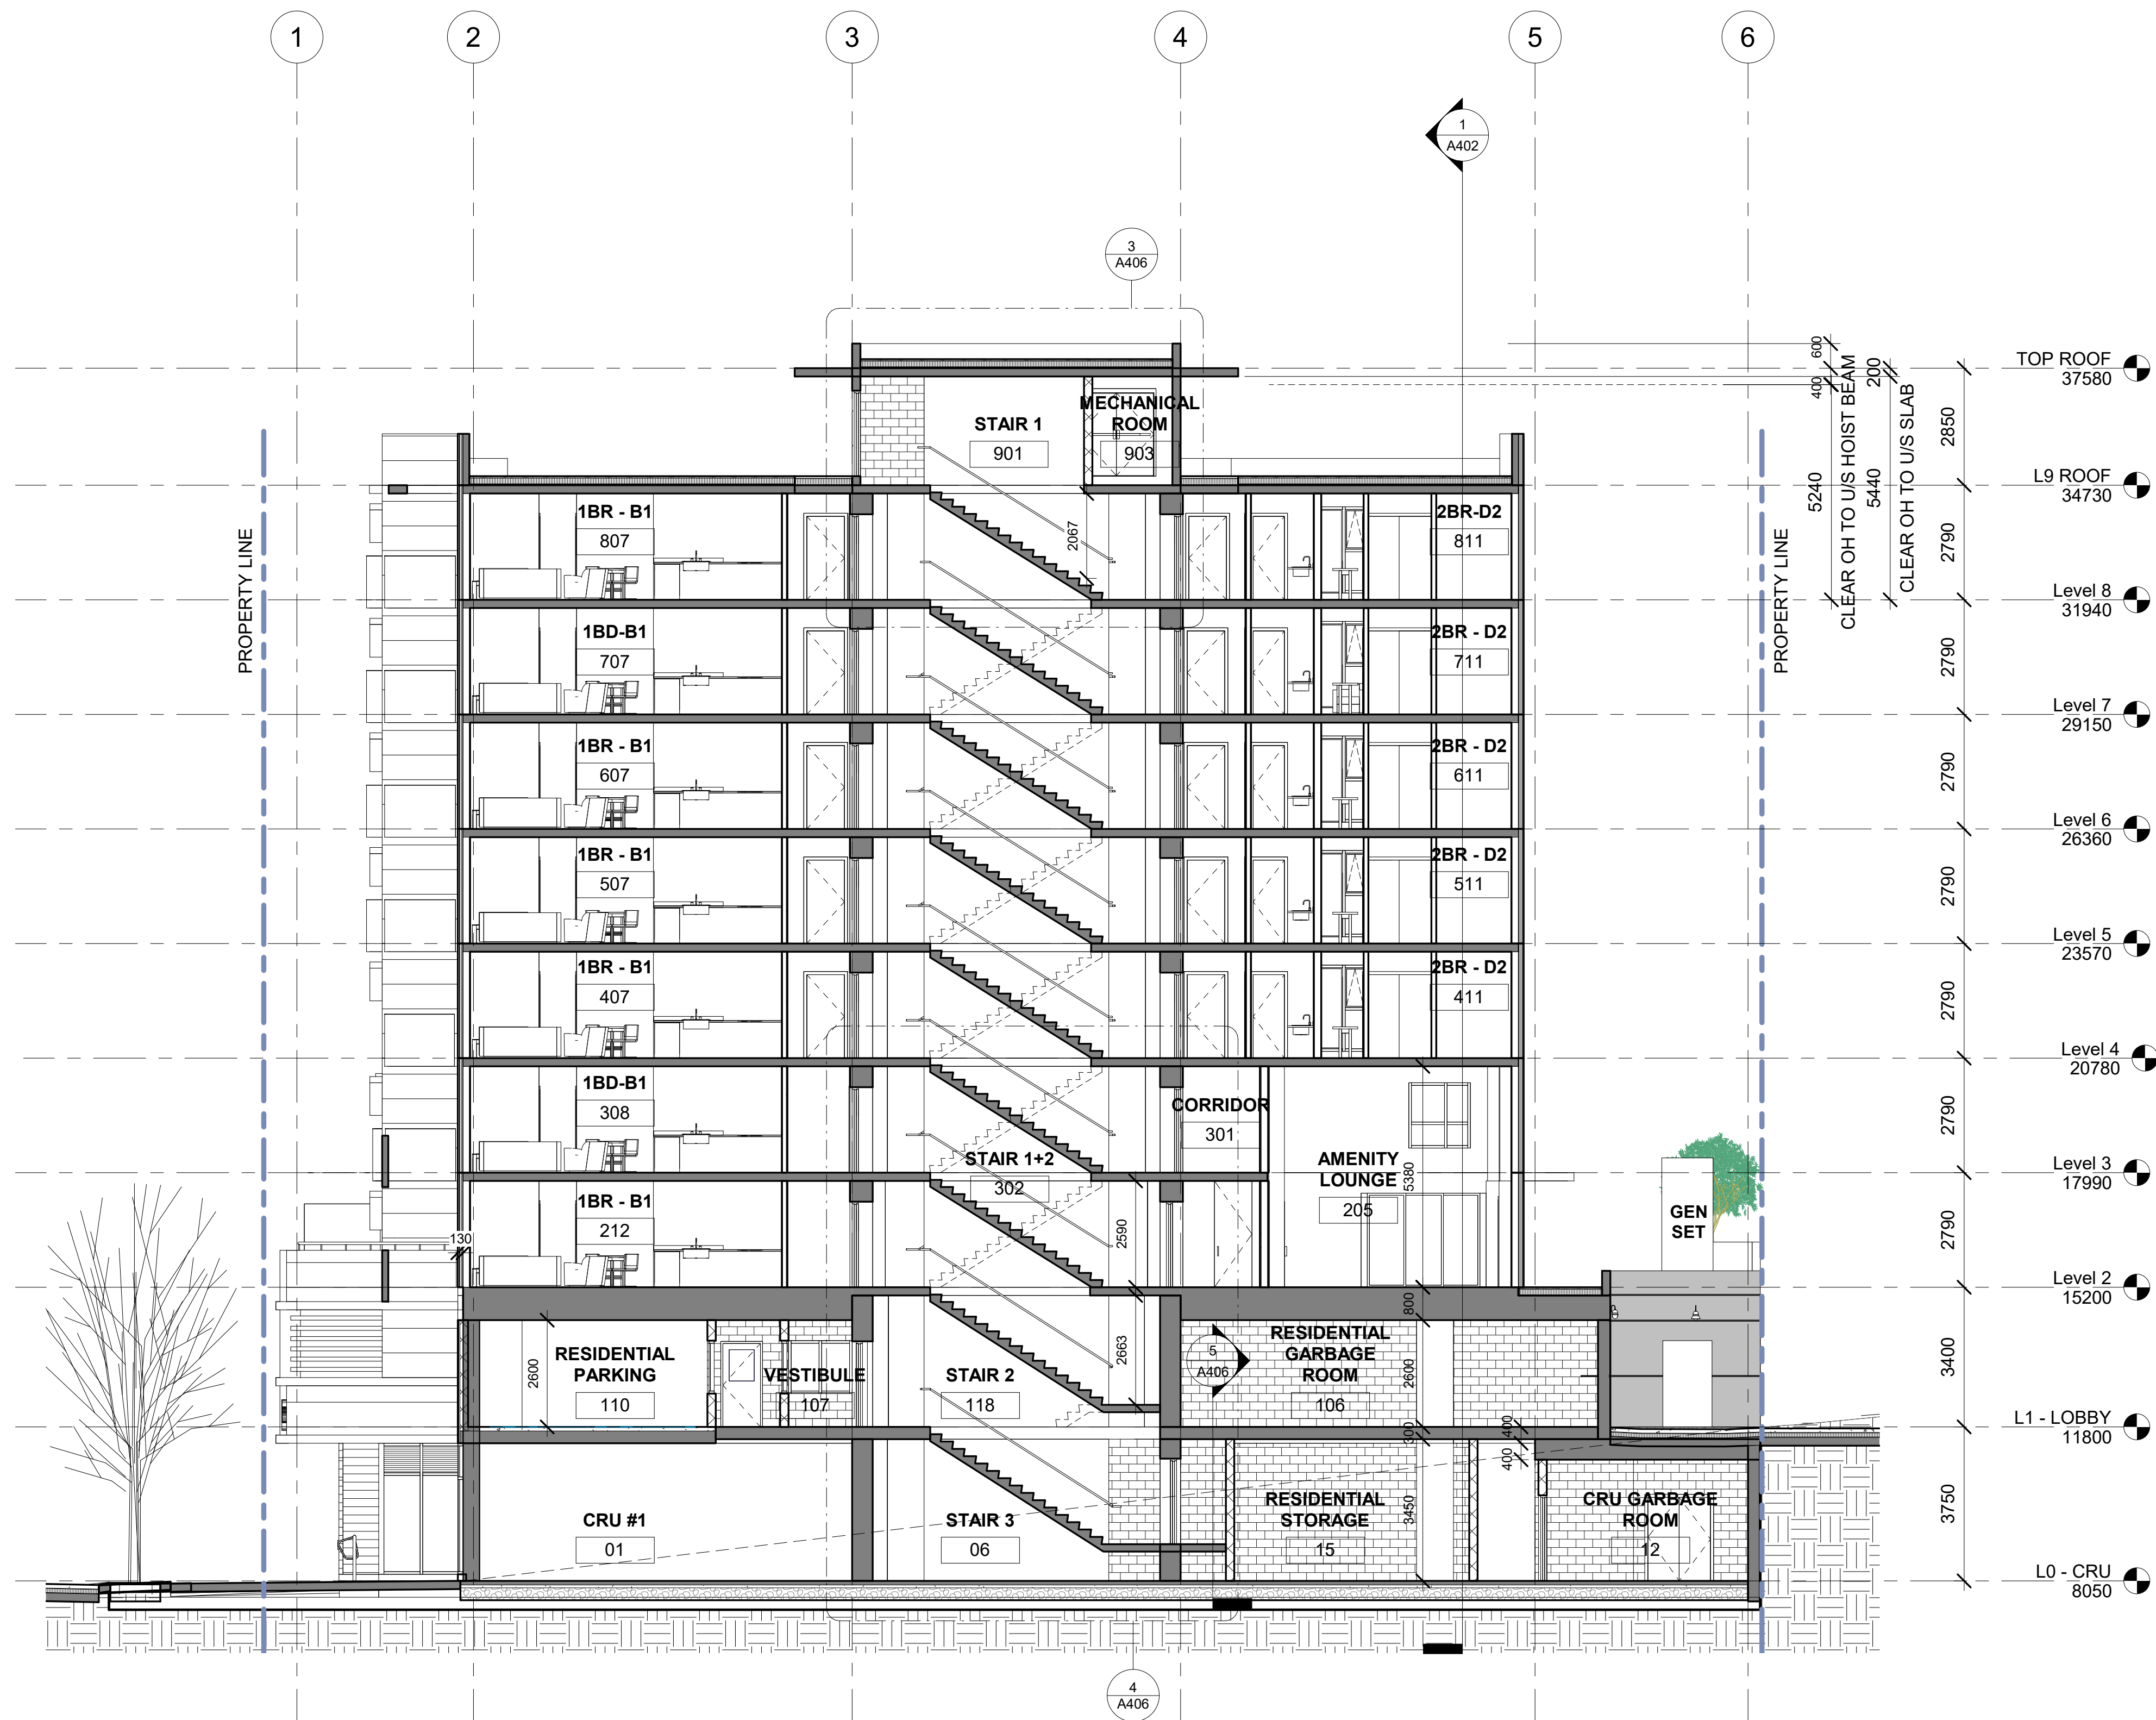 1
2
3
4
5
6
1
A402
3
A406
TOP ROOF
37580
L9 ROOF
34730
Level 8
31940
Level 7
29150
Level 6
26360
Level 5
23570
Level 4
20780
Level 3
17990
Level 2
15200
L1 - LOBBY
11800
L0 - CRU
8050
600
400
5240
CLEAR OH TO U/S HOIST BEAM
200
5440
CLEAR OH TO U/S SLAB
2850
2790
2790
2790
2790
2790
2790
2790
3400
3750
PROPERTY LINE
PROPERTY LINE
STAIR 1
901
MECHANICAL
ROOM
903
1BR - B1
807
2067
2BR-D2
811
1BD-B1
707
2BR - D2
711
1BR - B1
607
2BR - D2
611
1BR - B1
507
2BR - D2
511
1BR - B1
407
2BR - D2
411
1BD-B1
308
CORRIDOR
301
STAIR 1+2
302
AMENITY
LOUNGE
205
5380
1BR - B1
212
130
2590
GEN
SET
800
2600
RESIDENTIAL
PARKING
110
VESTIBULE
107
STAIR 2
118
2663
5
A406
RESIDENTIAL
GARBAGE
ROOM
106
2600
300
400
400
CRU #1
01
STAIR 3
06
RESIDENTIAL
STORAGE
15
3450
CRU GARBAGE
ROOM
12
4
A406